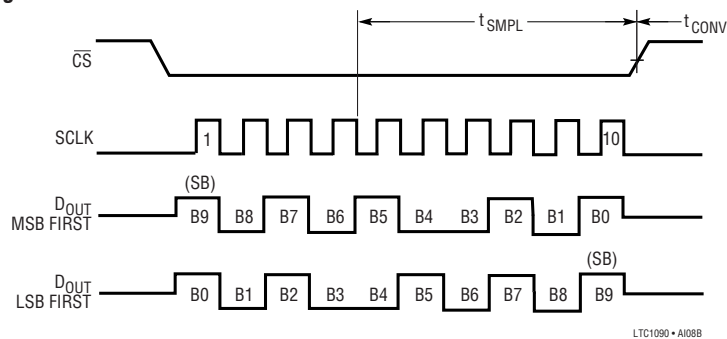 g
tSMPL
tCONV
CS
SCLK
1
10
(SB)
DOUT
MSB FIRST
B9 B8 B7 B6 B5 B4 B3 B2 B1 B0
(SB)
DOUT
LSB FIRST
B0 B1 B2 B3 B4 B5 B6 B7 B8 B9
LTC1090 • AI08B